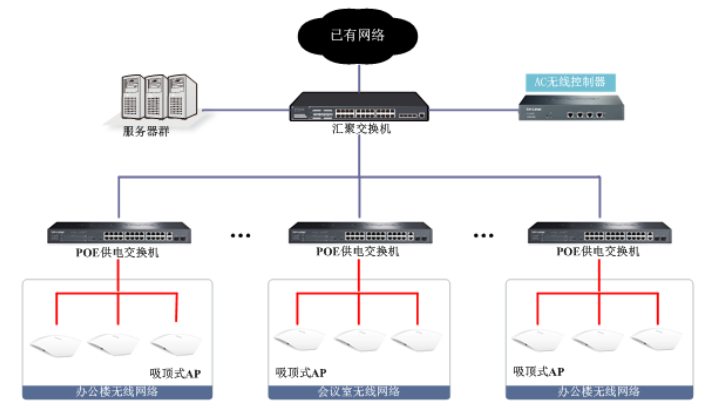 已有网络
AC无线控制器
服务器群
汇聚交换机
POE供电交换机
POE供电交换机
POE供电交换机
吸顶式AP
吸顶式AP
吸顶式AP
办公楼无线网络
会议室无线网络
办公楼无线网络